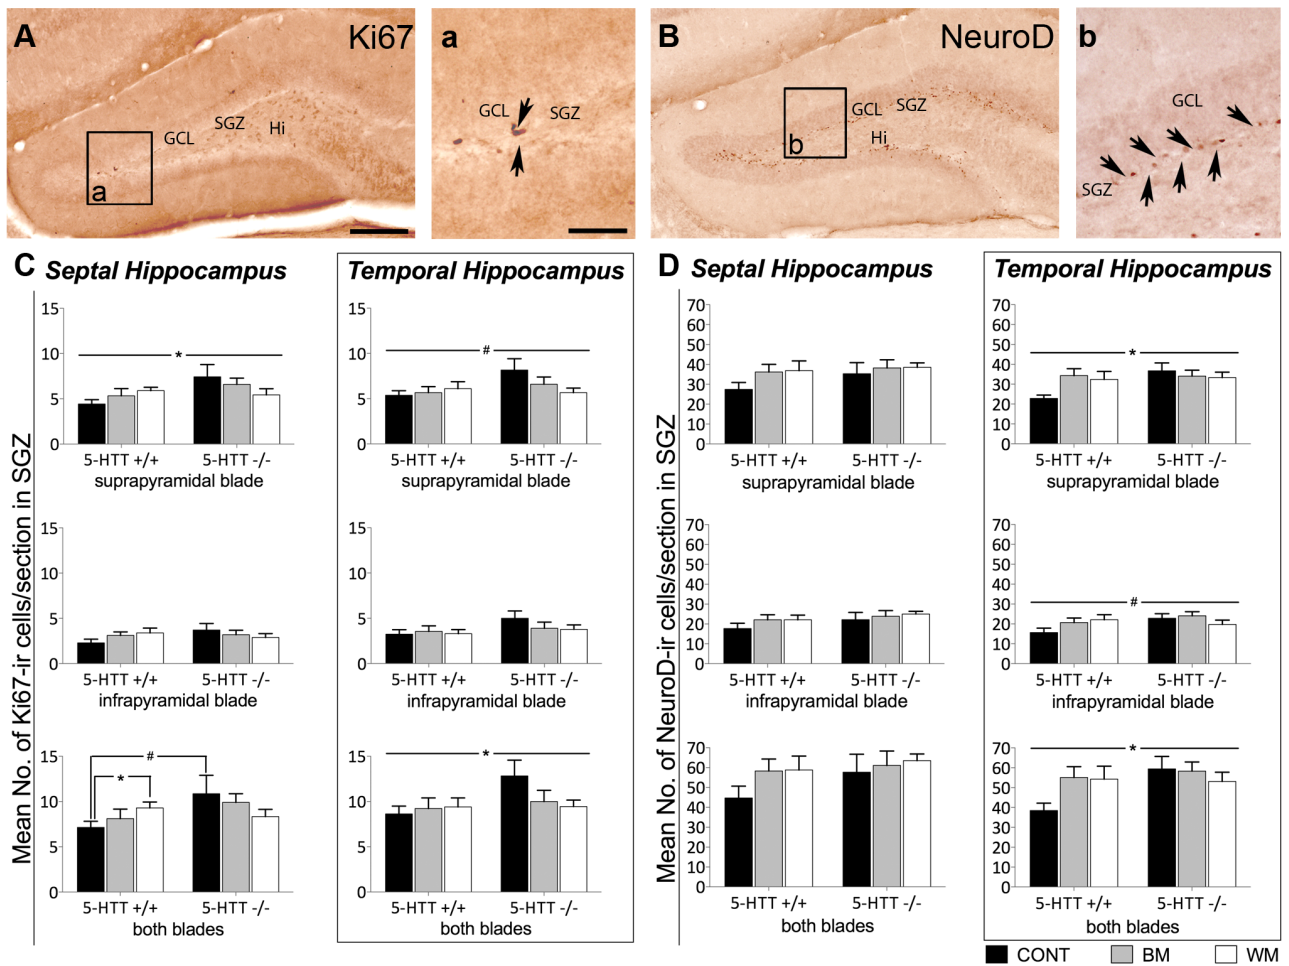 A
Ki67
GCL
SGZ
Hi
a
a
GCL
SGZ
B
NeuroD
GCL
SGZ
Hi
b
b
GCL
SGZ
C
Septal Hippocampus
Temporal Hippocampus
Mean No. of Ki67-ir cells/section in SGZ
15
10
5
0
*
5-HTT +/+
5-HTT -/-
suprapyramidal blade
15
10
5
0
#
5-HTT +/+
5-HTT -/-
suprapyramidal blade
15
10
5
0
5-HTT +/+
5-HTT -/-
infrapyramidal blade
15
10
5
0
5-HTT +/+
5-HTT -/-
infrapyramidal blade
15
10
5
0
#
*
5-HTT +/+
5-HTT -/-
both blades
15
10
5
0
*
5-HTT +/+
5-HTT -/-
both blades
D
Septal Hippocampus
Temporal Hippocampus
Mean No. of NeuroD-ir cells/section in SGZ
70
60
50
40
30
20
10
0
5-HTT +/+
5-HTT -/-
suprapyramidal blade
70
60
50
40
30
20
10
0
*
5-HTT +/+
5-HTT -/-
suprapyramidal blade
70
60
50
40
30
20
10
0
5-HTT +/+
5-HTT -/-
infrapyramidal blade
70
60
50
40
30
20
10
0
#
5-HTT +/+
5-HTT -/-
infrapyramidal blade
70
60
50
40
30
20
10
0
5-HTT +/+
5-HTT -/-
both blades
70
60
50
40
30
20
10
0
*
5-HTT +/+
5-HTT -/-
both blades
CONT
BM
WM